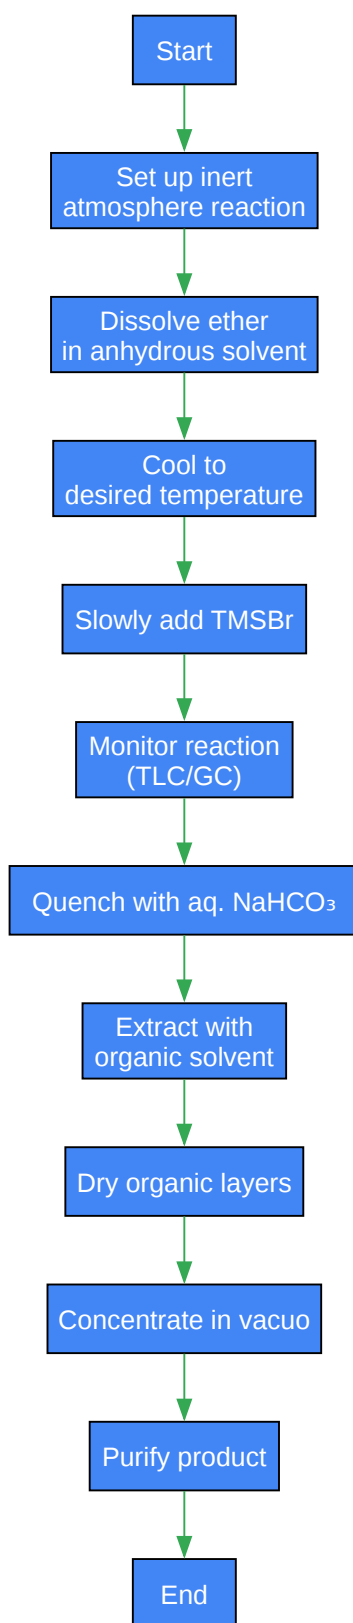 Start
Set up inert
atmosphere reaction
Dissolve ether
in anhydrous solvent
Cool to
desired temperature
Slowly add TMSBr
Monitor reaction
(TLC/GC)
Quench with aq. NaHCO₃
Extract with
organic solvent
Dry organic layers
Concentrate in vacuo
Purify product
End